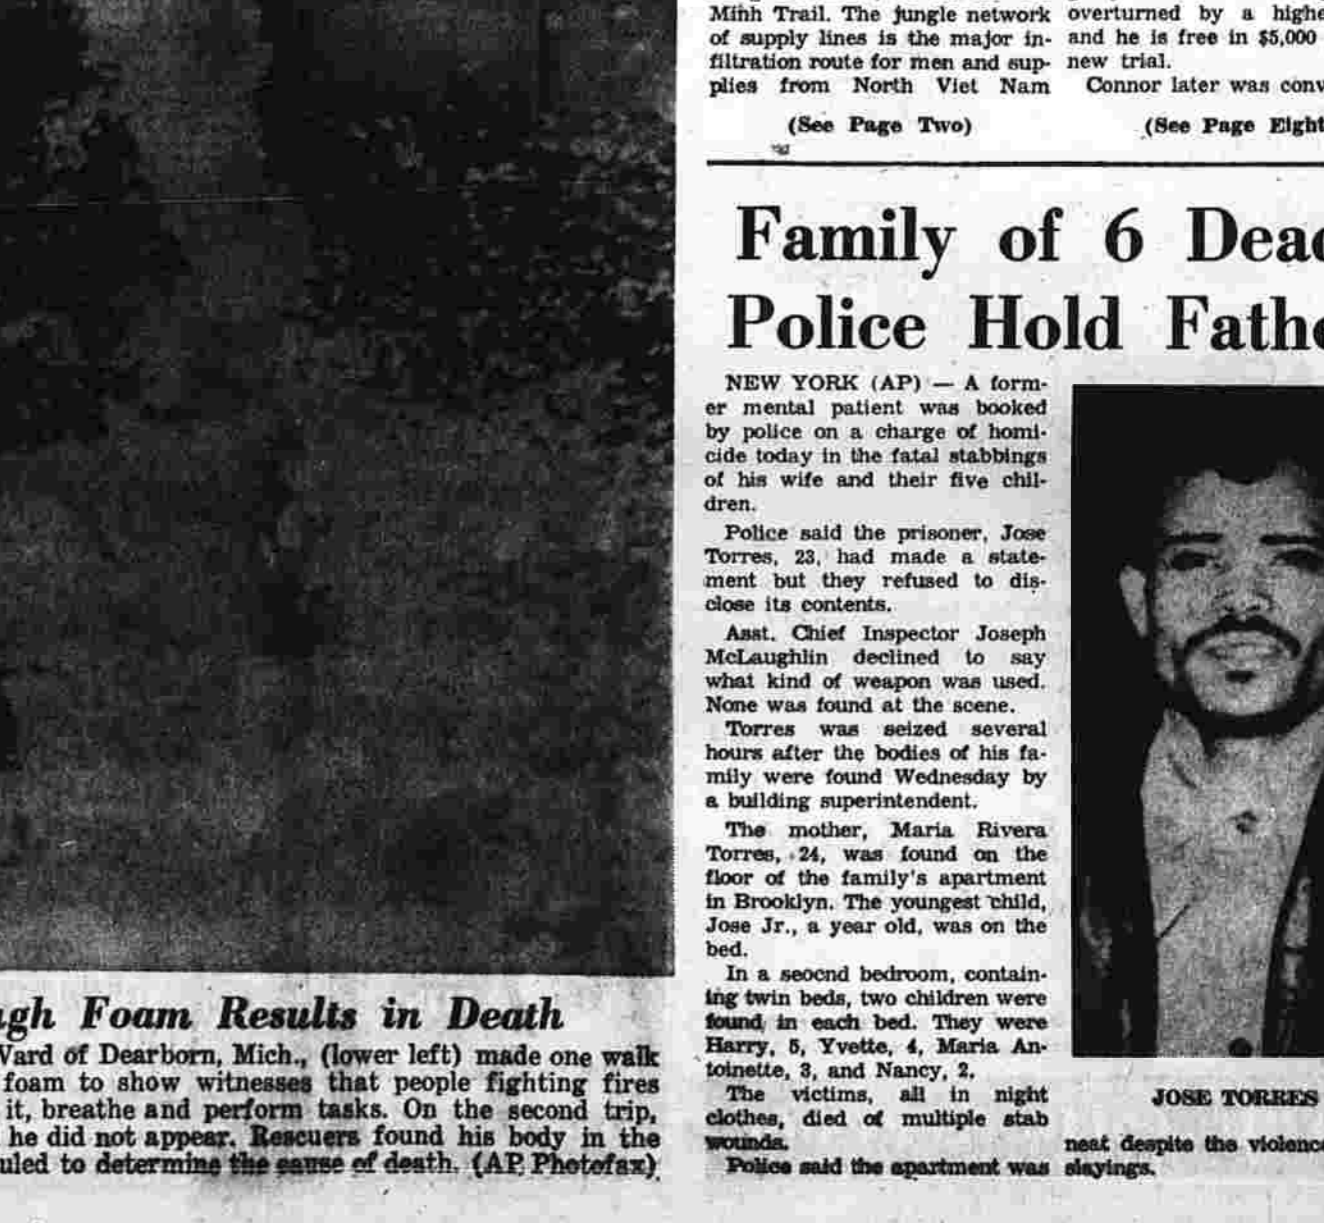 Minh Trail. The jungle network
of supply lines is the major in-
filtration route for men and sup-
plies from North Viet Nam
(See Page Two)
overturned by a highe
and he is free in $5,000
new trial.
Connor later was conv
(See Page Eight
Family of 6 Dead
Police Hold Fathe
NEW YORK (AP) — A form-
er mental patient was booked
by police on a charge of homi-
cide today in the fatal stabbings
of his wife and their five chil-
dren.
Police said the prisoner, Jose
Torres, 23, had made a state-
ment but they refused to dis-
close its contents.
Asst. Chief Inspector Joseph
McLaughlin declined to say
what kind of weapon was used.
None was found at the scene.
Torres was seized several
hours after the bodies of his fa-
mily were found Wednesday by
a building superintendent.
The mother, Maria Rivera
Torres, 24, was found on the
floor of the family's apartment
in Brooklyn. The youngest child,
Jose Jr., a year old, was on the
bed.
In a seocnd bedroom, contain-
ing twin beds, two children were
found in each bed. They were
Harry, 5, Yvette, 4, Maria An-
toinette, 3, and Nancy, 2.
The victims, all in night
clothes, died of multiple stab
wounds.
Police said the apartment was
JOSE TORRES
neat despite the violence
slayings.
gh Foam Results in Death
Ward of Dearborn, Mich., (lower left) made one walk
foam to show witnesses that people fighting fires
it, breathe and perform tasks. On the second trip,
he did not appear. Rescuers found his body in the
uled to determine the cause of death. (AP Photofax)